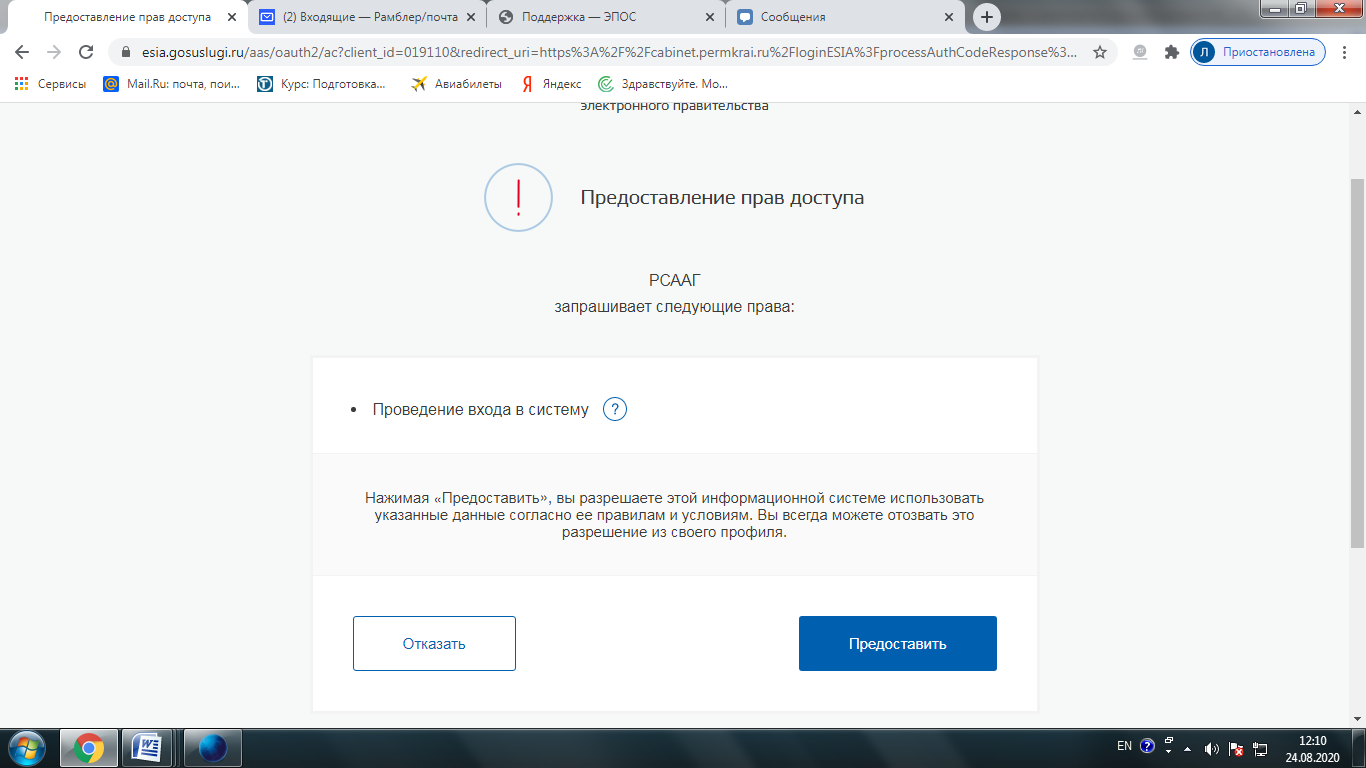 Предоставление прав доступа
(2) Входящие — Рамблер/почта
Поддержка — ЭПОС
Сообщения
esia.gosuslugi.ru/aas/oauth2/ac?client_id=019110&redirect_uri=https%3A%2F%2Fcabinet.permkrai.ru%2FloginESIA%3FprocessAuthCodeResponse%3...
Л Приостановлена
Сервисы
Mail.Ru: почта, пои...
Курс: Подготовка...
Авиабилеты
Яндекс
Здравствуйте. Мо...
электронного правительства
Предоставление прав доступа
РСААГ
запрашивает следующие права:
• Проведение входа в систему ?
Нажимая «Предоставить», вы разрешаете этой информационной системе использовать
указанные данные согласно ее правилам и условиям. Вы всегда можете отозвать это
разрешение из своего профиля.
Отказать
Предоставить
EN
12:10
24.08.2020